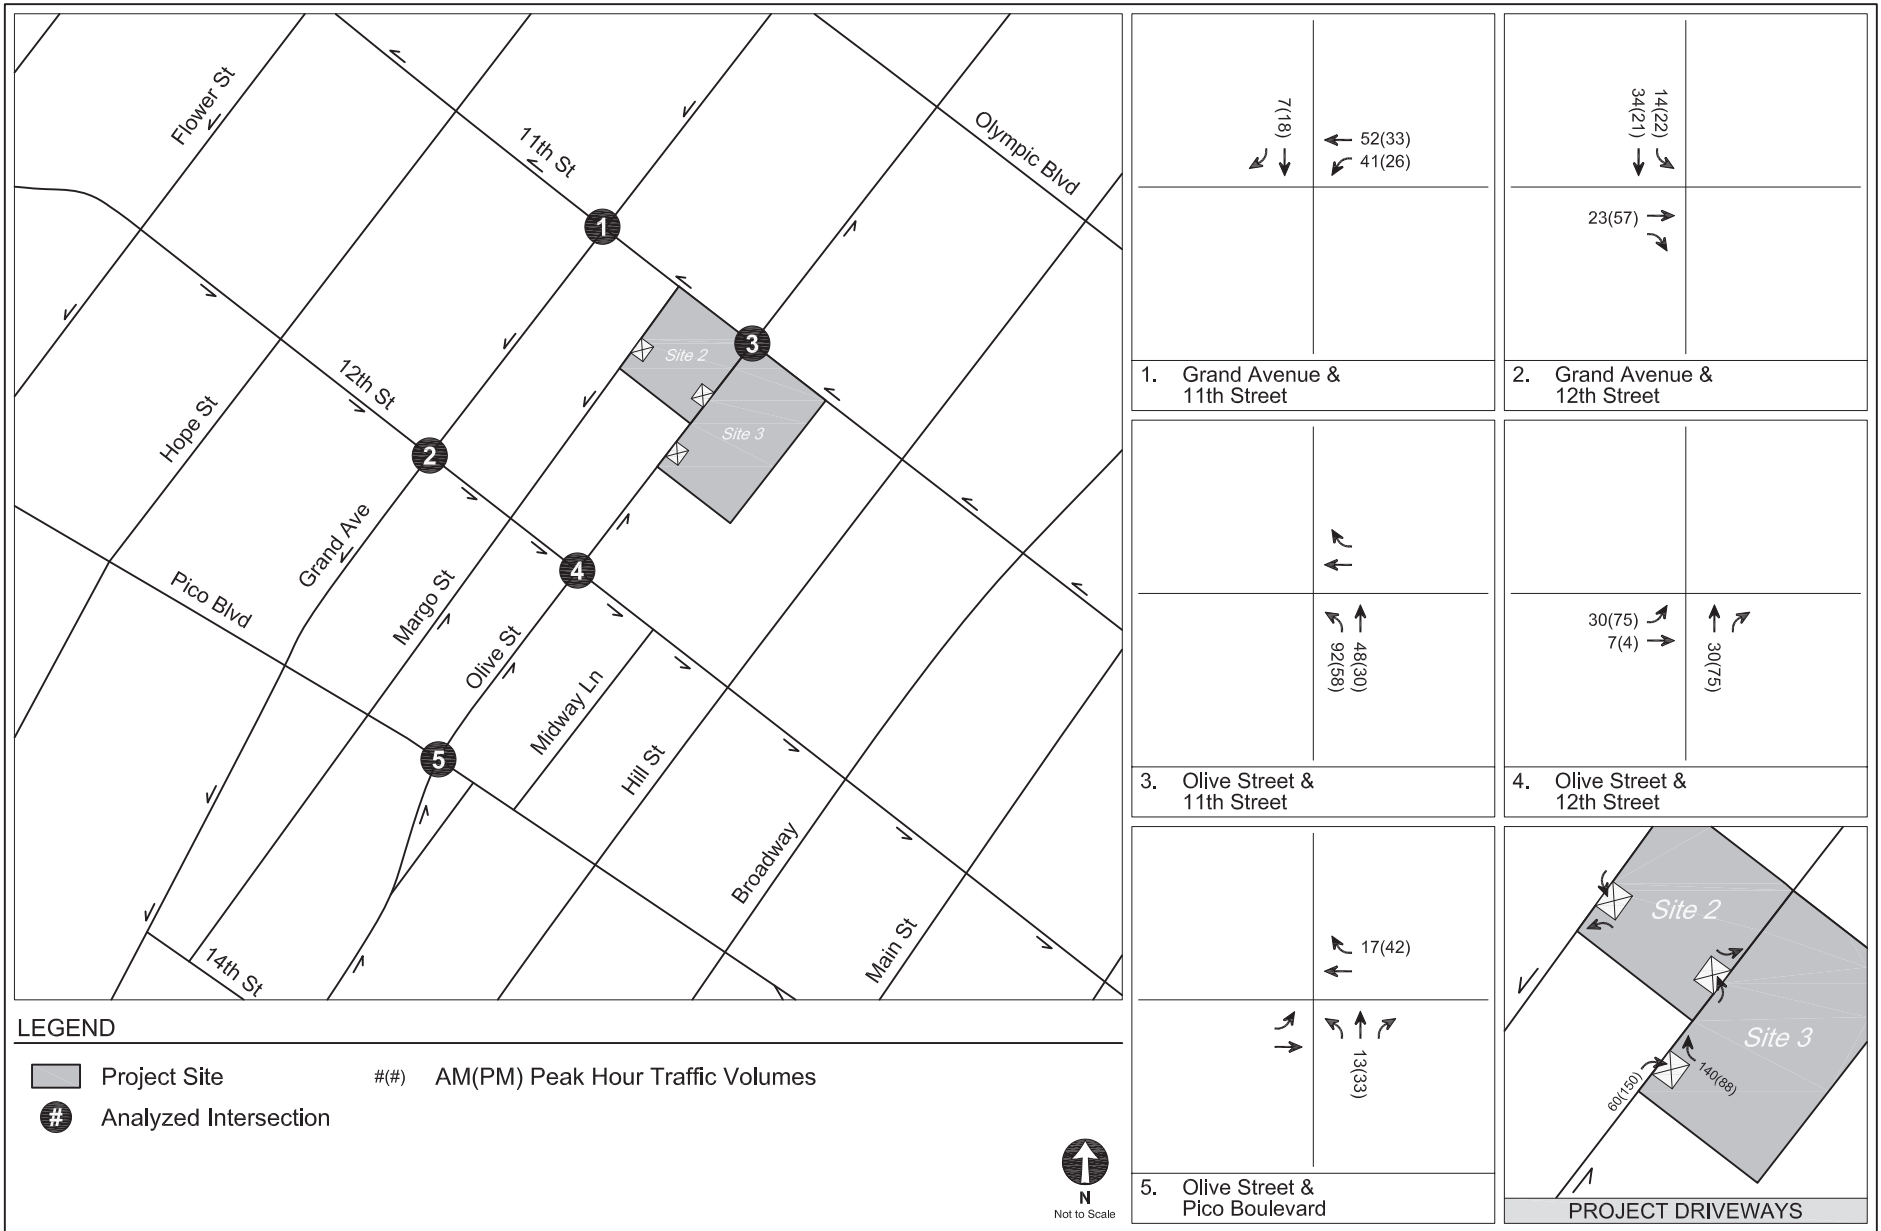 Flower St
11th St
Olympic Blvd
1
3
Site 2
Site 3
12th St
Hope St
2
Grand Ave
4
Pico Blvd
Margo St
Olive St
Midway Ln
5
Hill St
Broadway
Main St
14th St
LEGEND
Project Site
#(#) AM(PM) Peak Hour Traffic Volumes
# Analyzed Intersection
N
Not to Scale
7(18)
52(33)
41(26)
1. Grand Avenue &
11th Street
34(21)
14(22)
23(57)
2. Grand Avenue &
12th Street
92(58)
48(30)
3. Olive Street &
11th Street
30(75)
7(4)
30(75)
4. Olive Street &
12th Street
17(42)
13(33)
5. Olive Street &
Pico Boulevard
Site 2
Site 3
60(150)
140(88)
PROJECT DRIVEWAYS